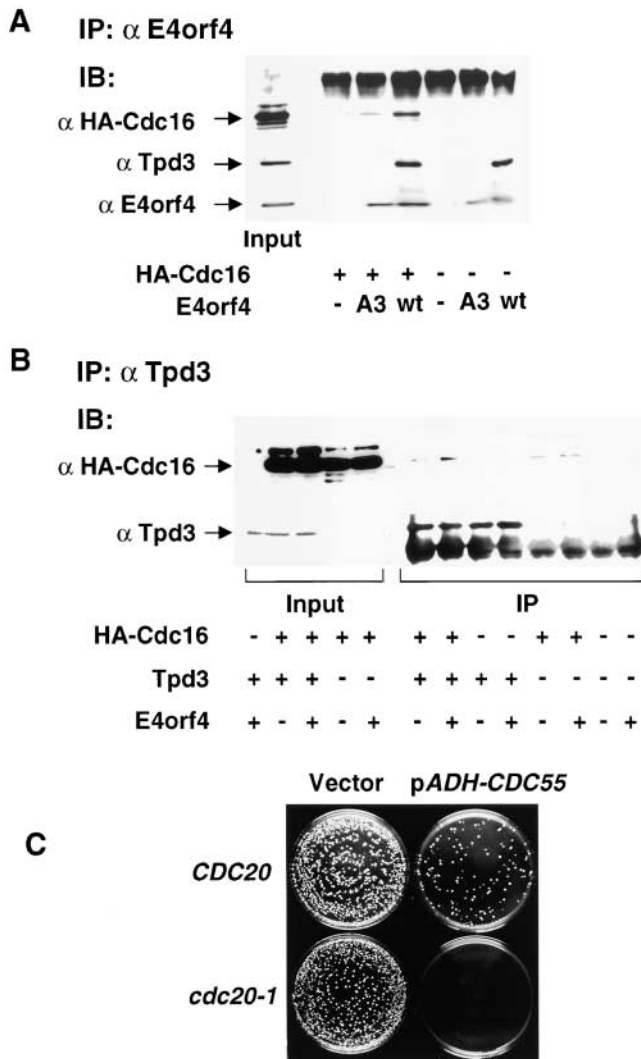 A
IP: α E4orf4
IB:
α HA-Cdc16
α Tpd3
α E4orf4
Input
HA-Cdc16 + + + - - -
E4orf4 - A3 wt - A3 wt
B
IP: α Tpd3
IB:
α HA-Cdc16
α Tpd3
Input IP
HA-Cdc16 - + + + + + + - - + + - -
Tpd3 + + + - - + + + + - - - -
E4orf4 + - + - + - + - + - + - +
Vector pADH-CDC55
C
CDC20
cdc20-1